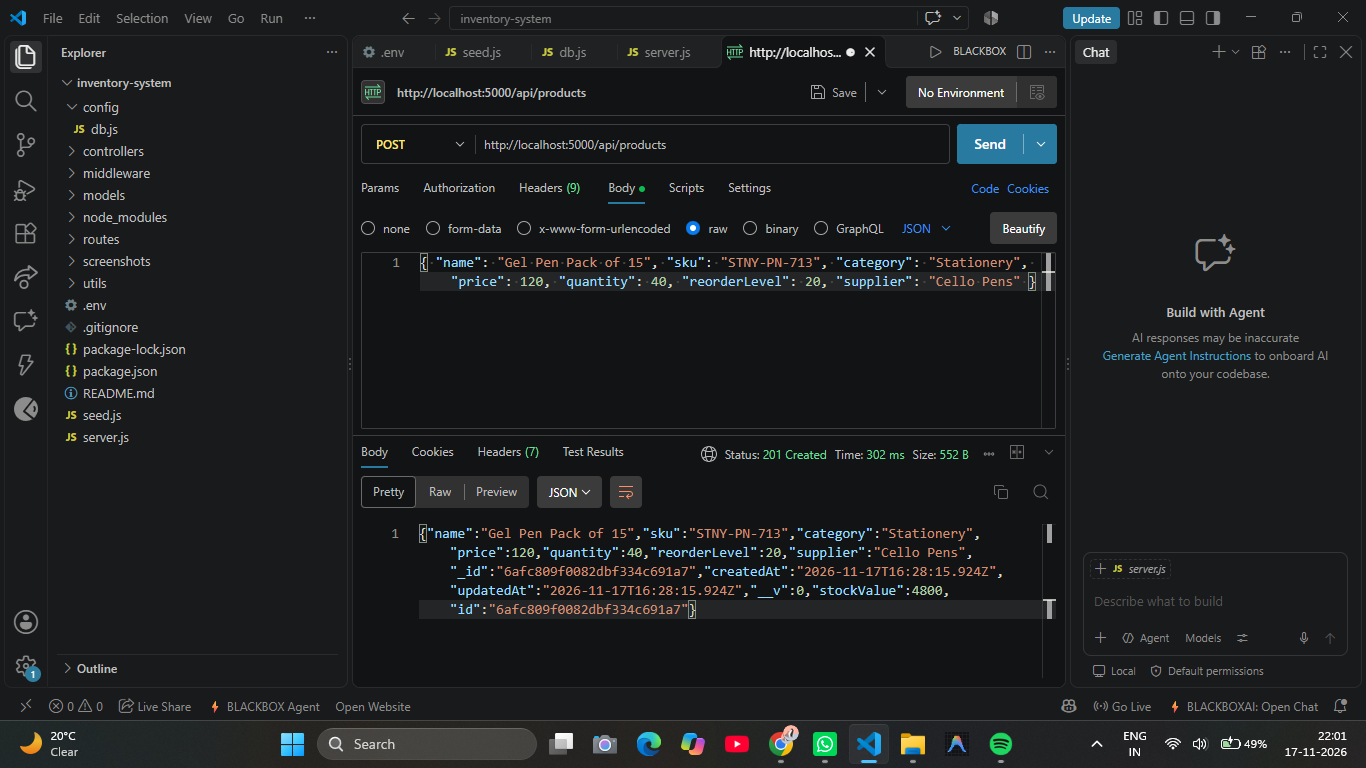 File Edit Selection View Go Run ··· inventory-system Update
Explorer ···
inventory-system
config
JS db.js
controllers
middleware
models
node_modules
routes
screenshots
utils
.env
.gitignore
{} package-lock.json
{} package.json
README.md
JS seed.js
JS server.js
Outline
.env JS seed.js JS db.js JS server.js HTTP http://localhos... BLACKBOX ···
HTTP http://localhost:5000/api/products Save No Environment
POST http://localhost:5000/api/products Send
Params Authorization Headers (9) Body Scripts Settings Code Cookies
none form-data x-www-form-urlencoded raw binary GraphQL JSON Beautify
1 { "name": "Gel Pen Pack of 15", "sku": "STNY-PN-713", "category": "Stationery",
"price": 120, "quantity": 40, "reorderLevel": 20, "supplier": "Cello Pens" }
Body Cookies Headers (7) Test Results Status: 201 Created Time: 302 ms Size: 552 B ···
Pretty Raw Preview JSON
1 {"name":"Gel Pen Pack of 15","sku":"STNY-PN-713","category":"Stationery",
"price":120,"quantity":40,"reorderLevel":20,"supplier":"Cello Pens",
"_id":"6afc809f0082dbf334c691a7","createdAt":"2026-11-17T16:28:15.924Z",
"updatedAt":"2026-11-17T16:28:15.924Z","__v":0,"stockValue":4800,
"id":"6afc809f0082dbf334c691a7"}
Chat ···
Build with Agent
AI responses may be inaccurate
Generate Agent Instructions to onboard AI
onto your codebase.
JS server.js
Describe what to build
Agent Models
Local Default permissions
1
0 0 Live Share BLACKBOX Agent Open Website Go Live BLACKBOXAI: Open Chat
20°C
Clear
Search
ENG
IN
49%
22:01
17-11-2026